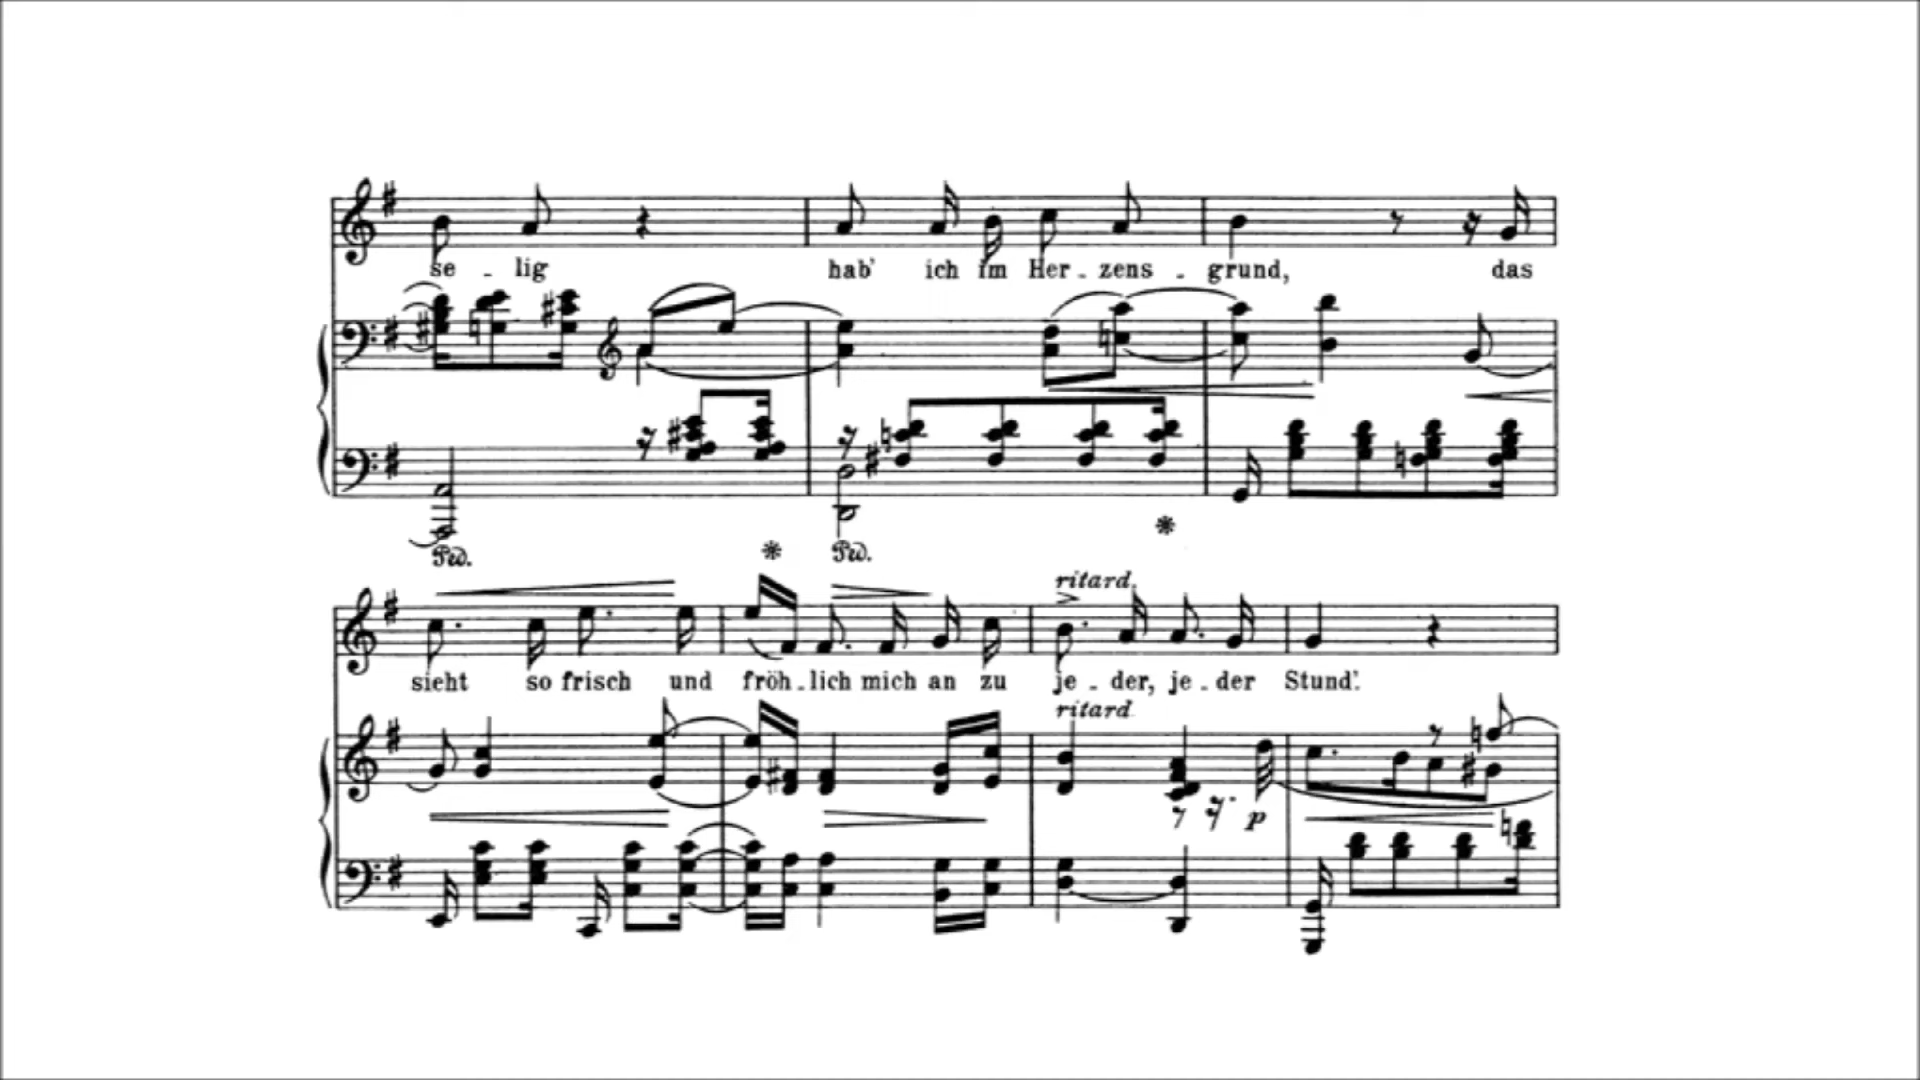 se - lig hab' ich im Her - zens - grund, das
Ped. * Ped. *
ritard.
sieht so frisch und fröh - lich mich an zu je - der, je - der Stund'.
ritard.
p